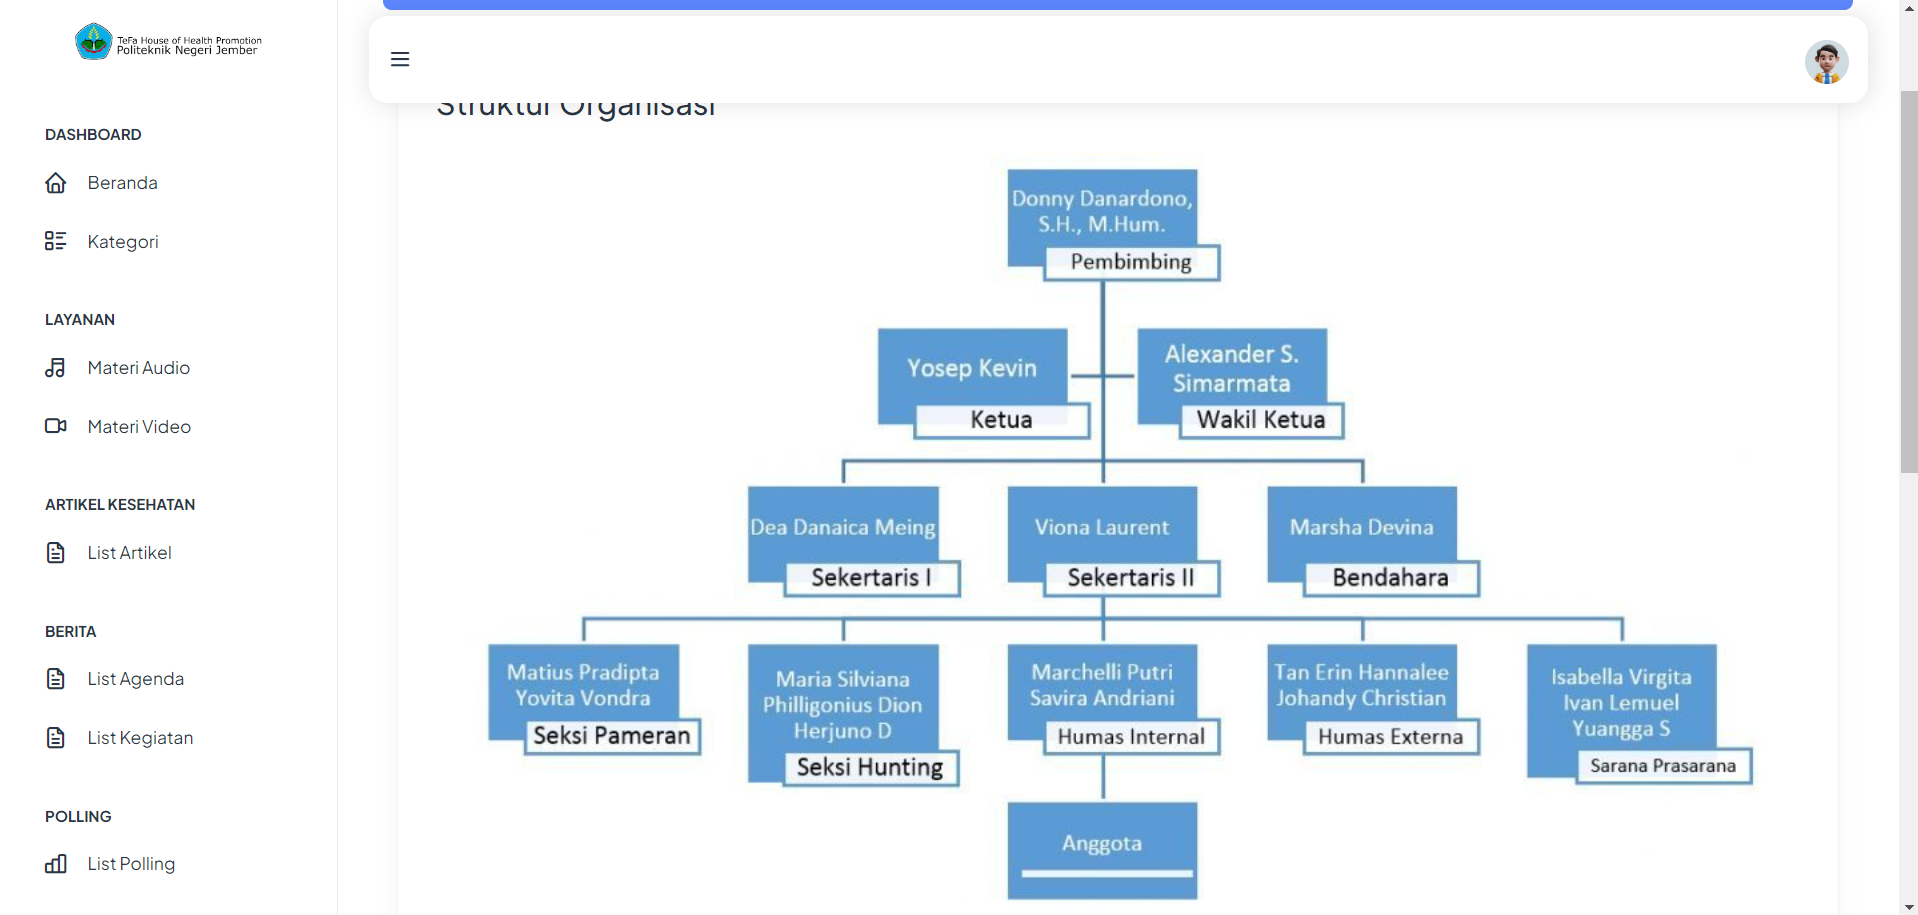 TeFa House of Health Promotion
Politeknik Negeri Jember
DASHBOARD
Beranda
Kategori
LAYANAN
Materi Audio
Materi Video
ARTIKEL KESEHATAN
List Artikel
BERITA
List Agenda
List Kegiatan
POLLING
List Polling
Struktur Organisasi
Donny Danardono,
S.H., M.Hum.
Pembimbing
Yosep Kevin
Ketua
Alexander S.
Simarmata
Wakil Ketua
Dea Danaica Meing
Sekertaris I
Viona Laurent
Sekertaris II
Marsha Devina
Bendahara
Matius Pradipta
Yovita Vondra
Seksi Pameran
Maria Silviana
Philligonius Dion
Herjuno D
Seksi Hunting
Marchelli Putri
Savira Andriani
Humas Internal
Tan Erin Hannalee
Johandy Christian
Humas Externa
Isabella Virgita
Ivan Lemuel
Yuangga S
Sarana Prasarana
Anggota